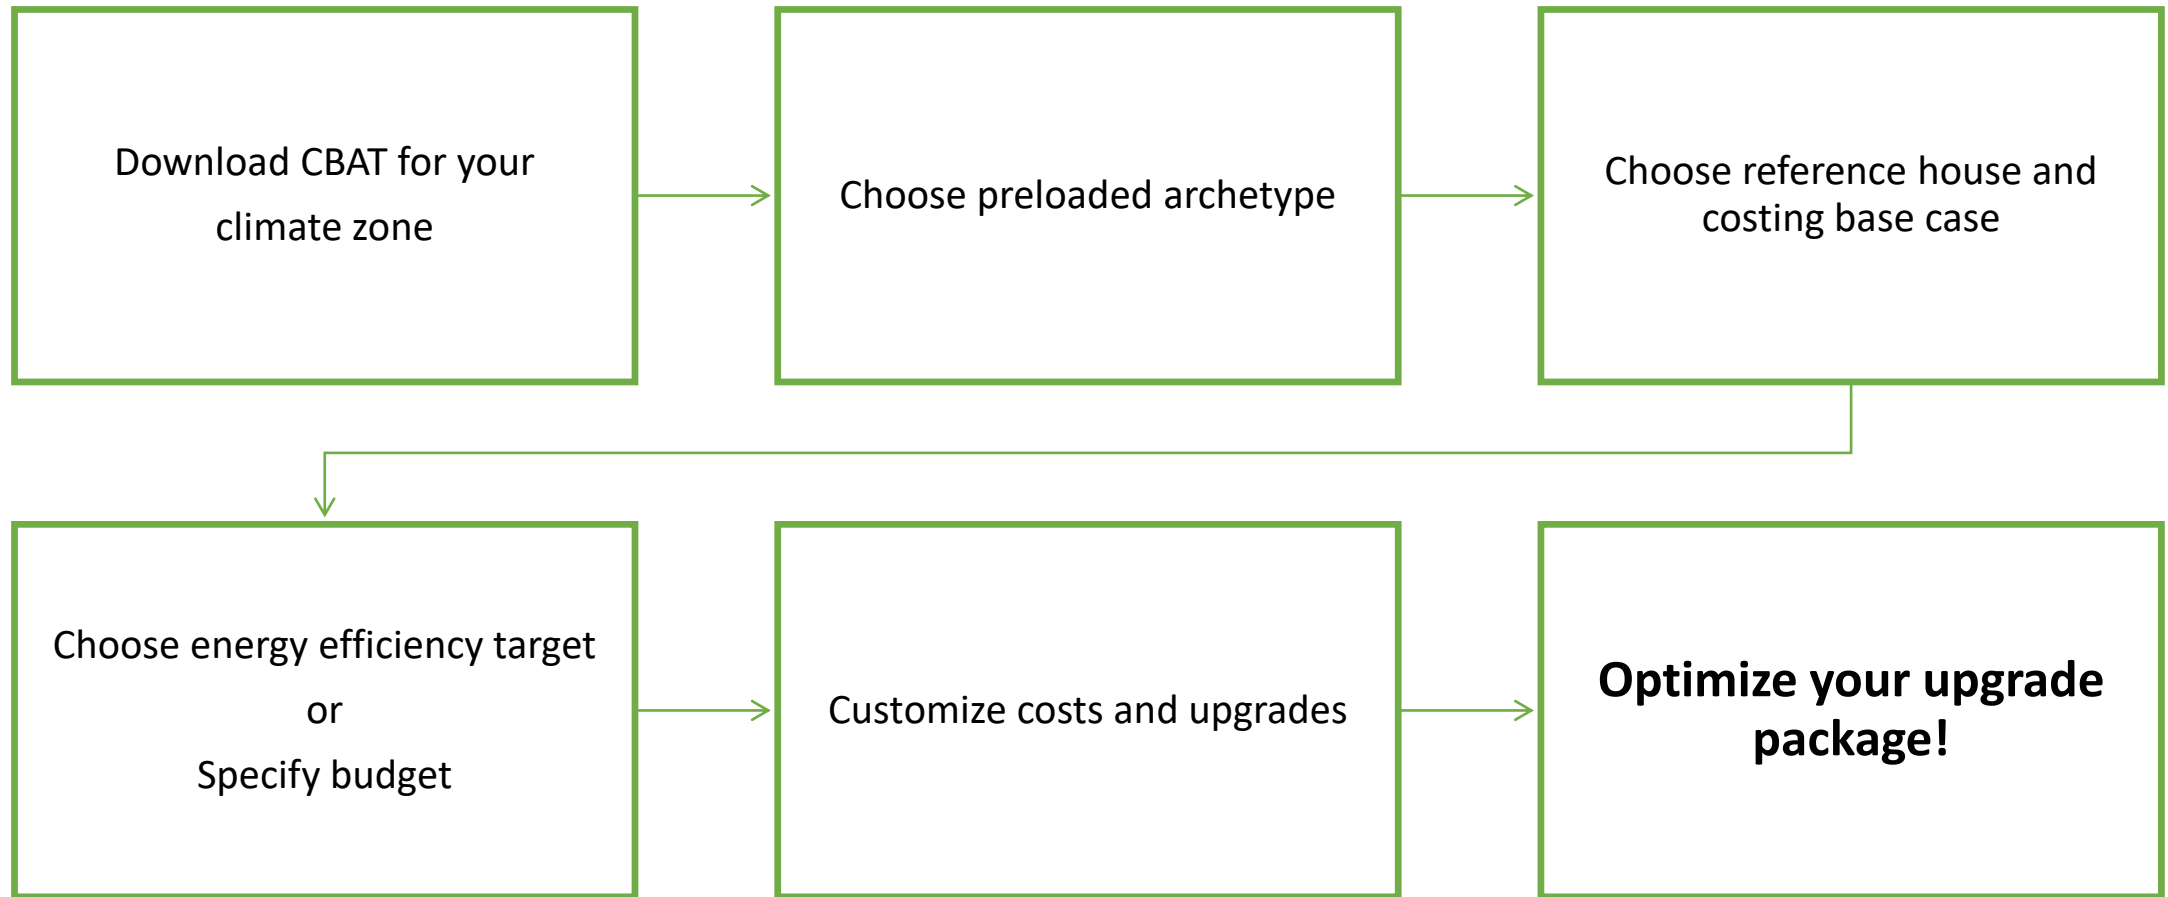 Download CBAT for your
climate zone
Choose preloaded archetype
Choose reference house and
costing base case
Choose energy efficiency target
or
Specify budget
Customize costs and upgrades
Optimize your upgrade
package!